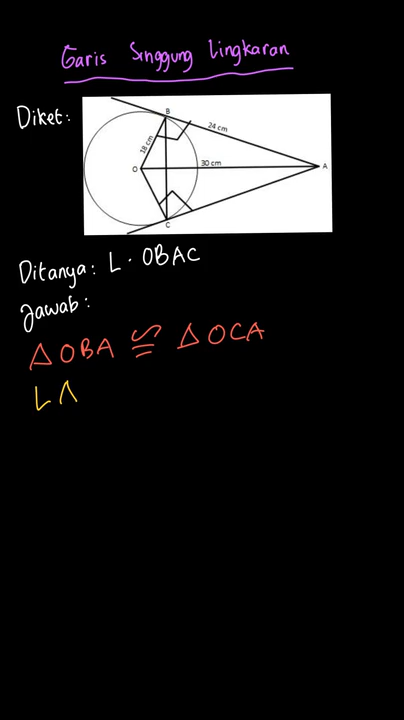 Garis Singgung Lingkaran
Diket:
B
24 cm
18 cm
O
30 cm
A
C
Ditanya: L. OBAC
Jawab:
Δ OBA ≅ Δ OCA
L Λ